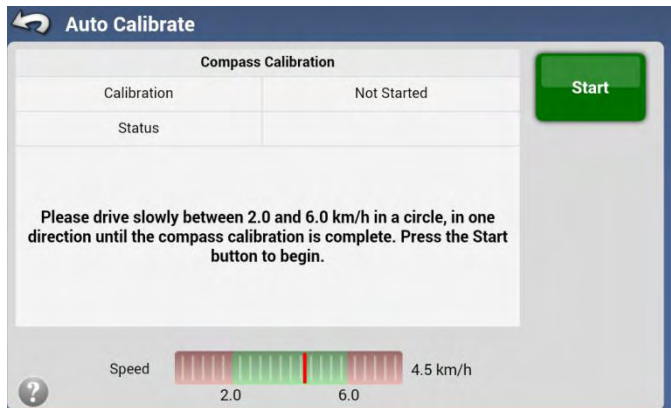 Auto Calibrate
Compass Calibration
Calibration Not Started
Start
Status
Please drive slowly between 2.0 and 6.0 km/h in a circle, in one
direction until the compass calibration is complete. Press the Start
button to begin.
Speed 4.5 km/h
2.0 6.0
?